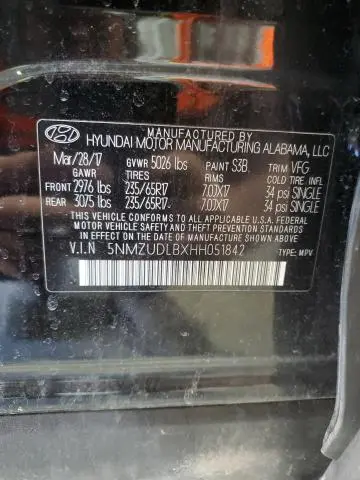 MANUFACTURED BY
HYUNDAI MOTOR MANUFACTURING ALABAMA, LLC
Mar/28/17 GVWR 5026 lbs PAINT S3B TRIM VFG
GAWR TIRES RIMS COLD TIRE INFL
FRONT 2976 lbs 235/65R17 7.0JX17 34 psi SINGLE
REAR 3075 lbs 235/65R17 7.0JX17 34 psi SINGLE
THIS VEHICLE CONFORMS TO ALL APPLICABLE U.S.A. FEDERAL
MOTOR VEHICLE SAFETY AND THEFT PREVENTION STANDARDS
IN EFFECT ON THE DATE OF MANUFACTURE SHOWN ABOVE.
V.I.N 5NMZUDLBXHH051842 TYPE: MPV